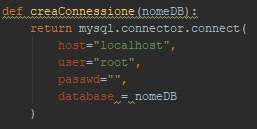 def creaConnessione(nomeDB):
    return mysql.connector.connect(
        host="localhost",
        user="root",
        passwd="",
        database = nomeDB
    )